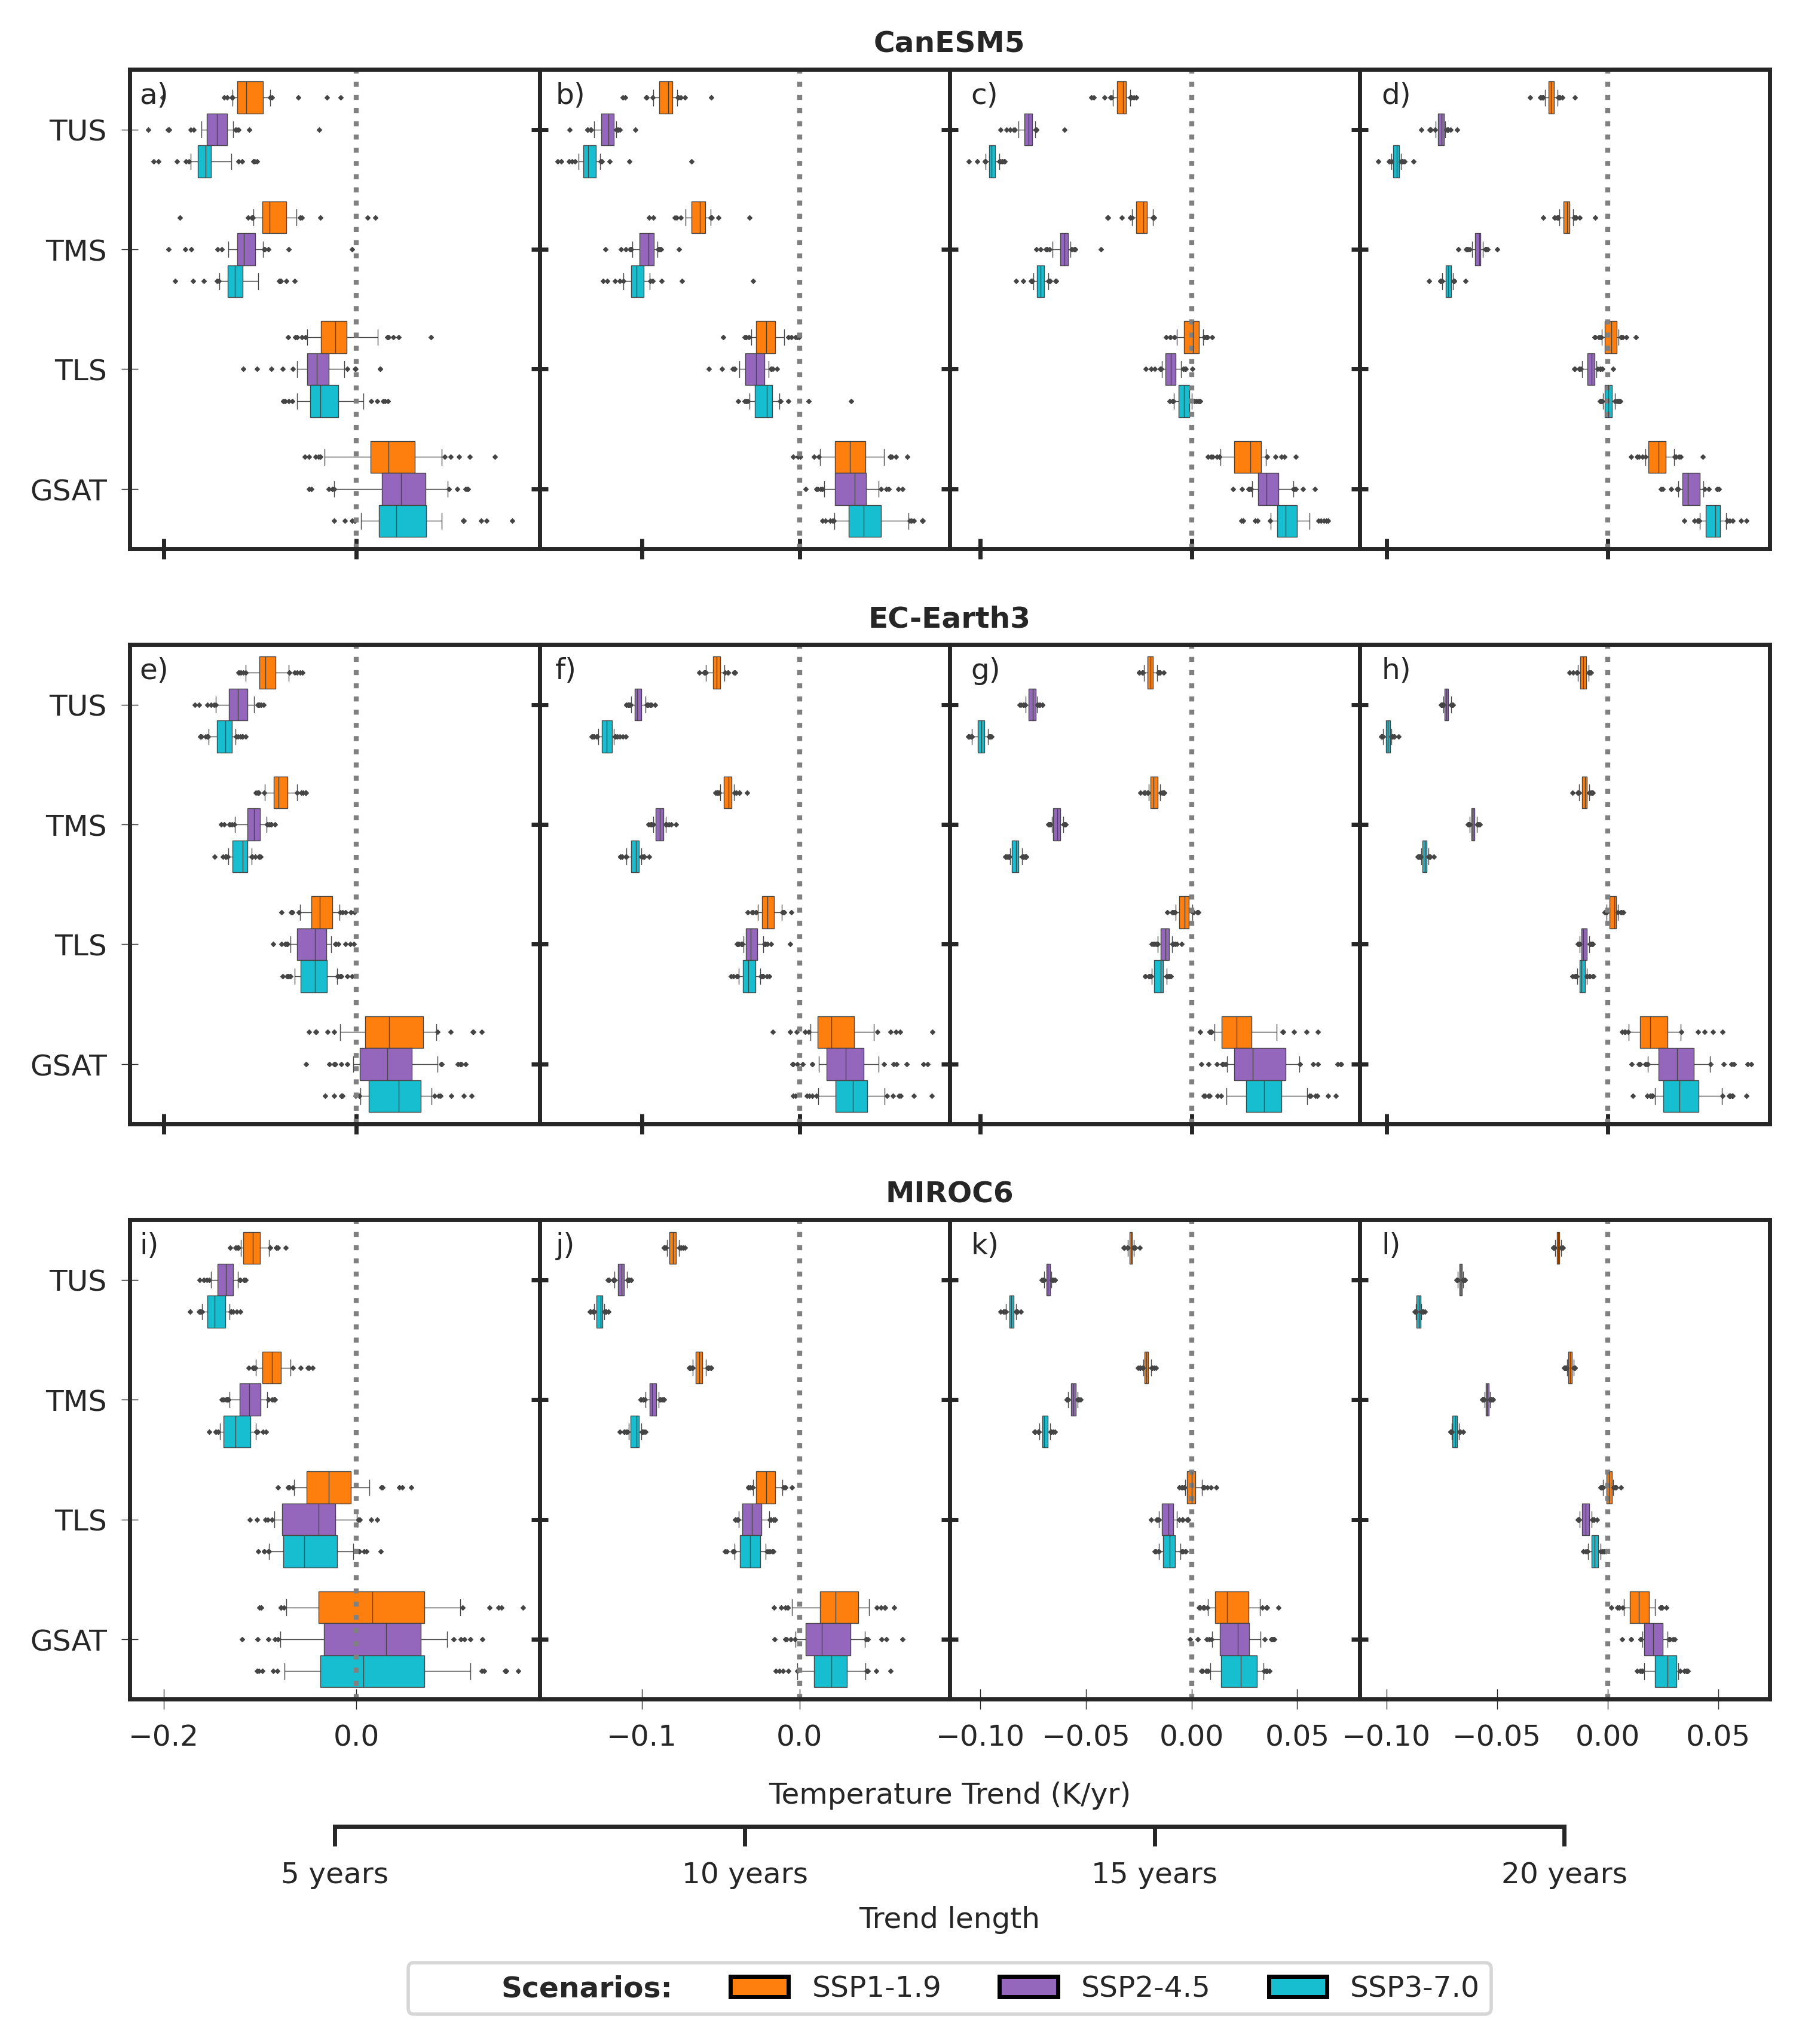 CanESM5
a) b) c) d)
TUS
TMS
TLS
GSAT
EC-Earth3
e) f) g) h)
TUS
TMS
TLS
GSAT
MIROC6
i) j) k) l)
TUS
TMS
TLS
GSAT
−0.2 0.0 −0.1 0.0 −0.10 −0.05 0.00 0.05 −0.10 −0.05 0.00 0.05
Temperature Trend (K/yr)
5 years 10 years 15 years 20 years
Trend length
Scenarios: SSP1-1.9 SSP2-4.5 SSP3-7.0